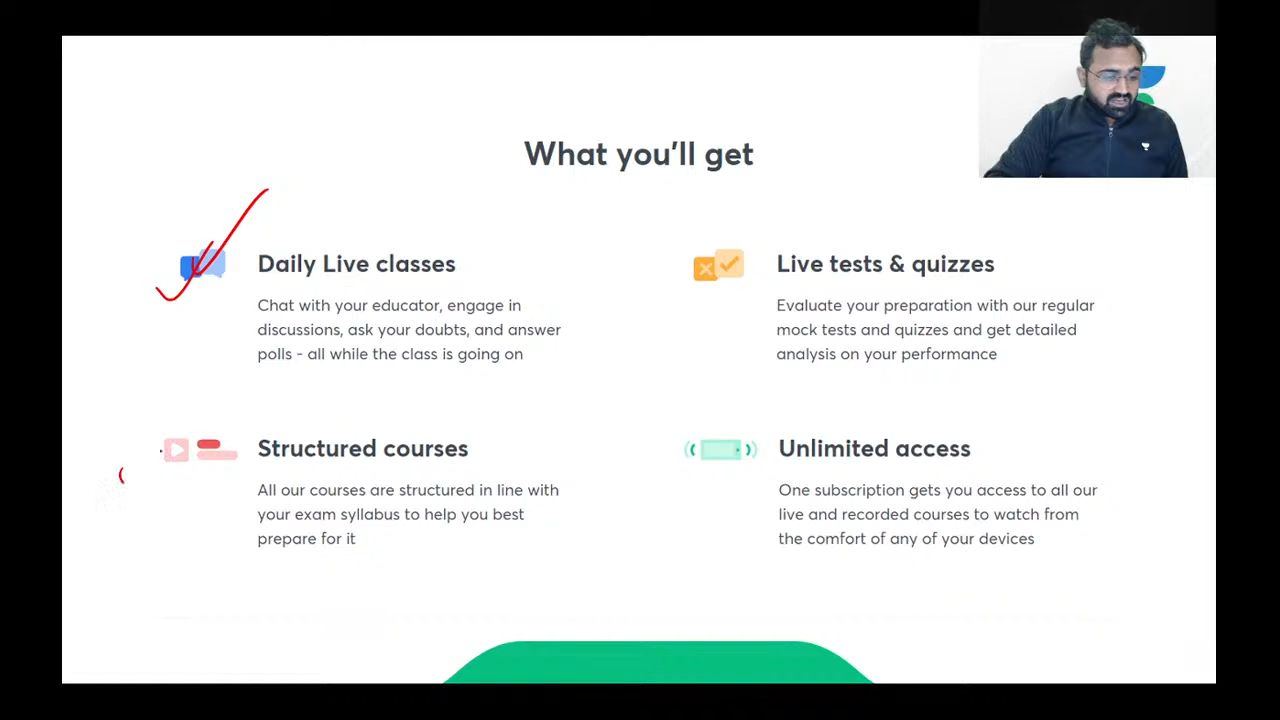 What you'll get
Daily Live classes
Chat with your educator, engage in
discussions, ask your doubts, and answer
polls - all while the class is going on
Live tests & quizzes
Evaluate your preparation with our regular
mock tests and quizzes and get detailed
analysis on your performance
Structured courses
All our courses are structured in line with
your exam syllabus to help you best
prepare for it
Unlimited access
One subscription gets you access to all our
live and recorded courses to watch from
the comfort of any of your devices